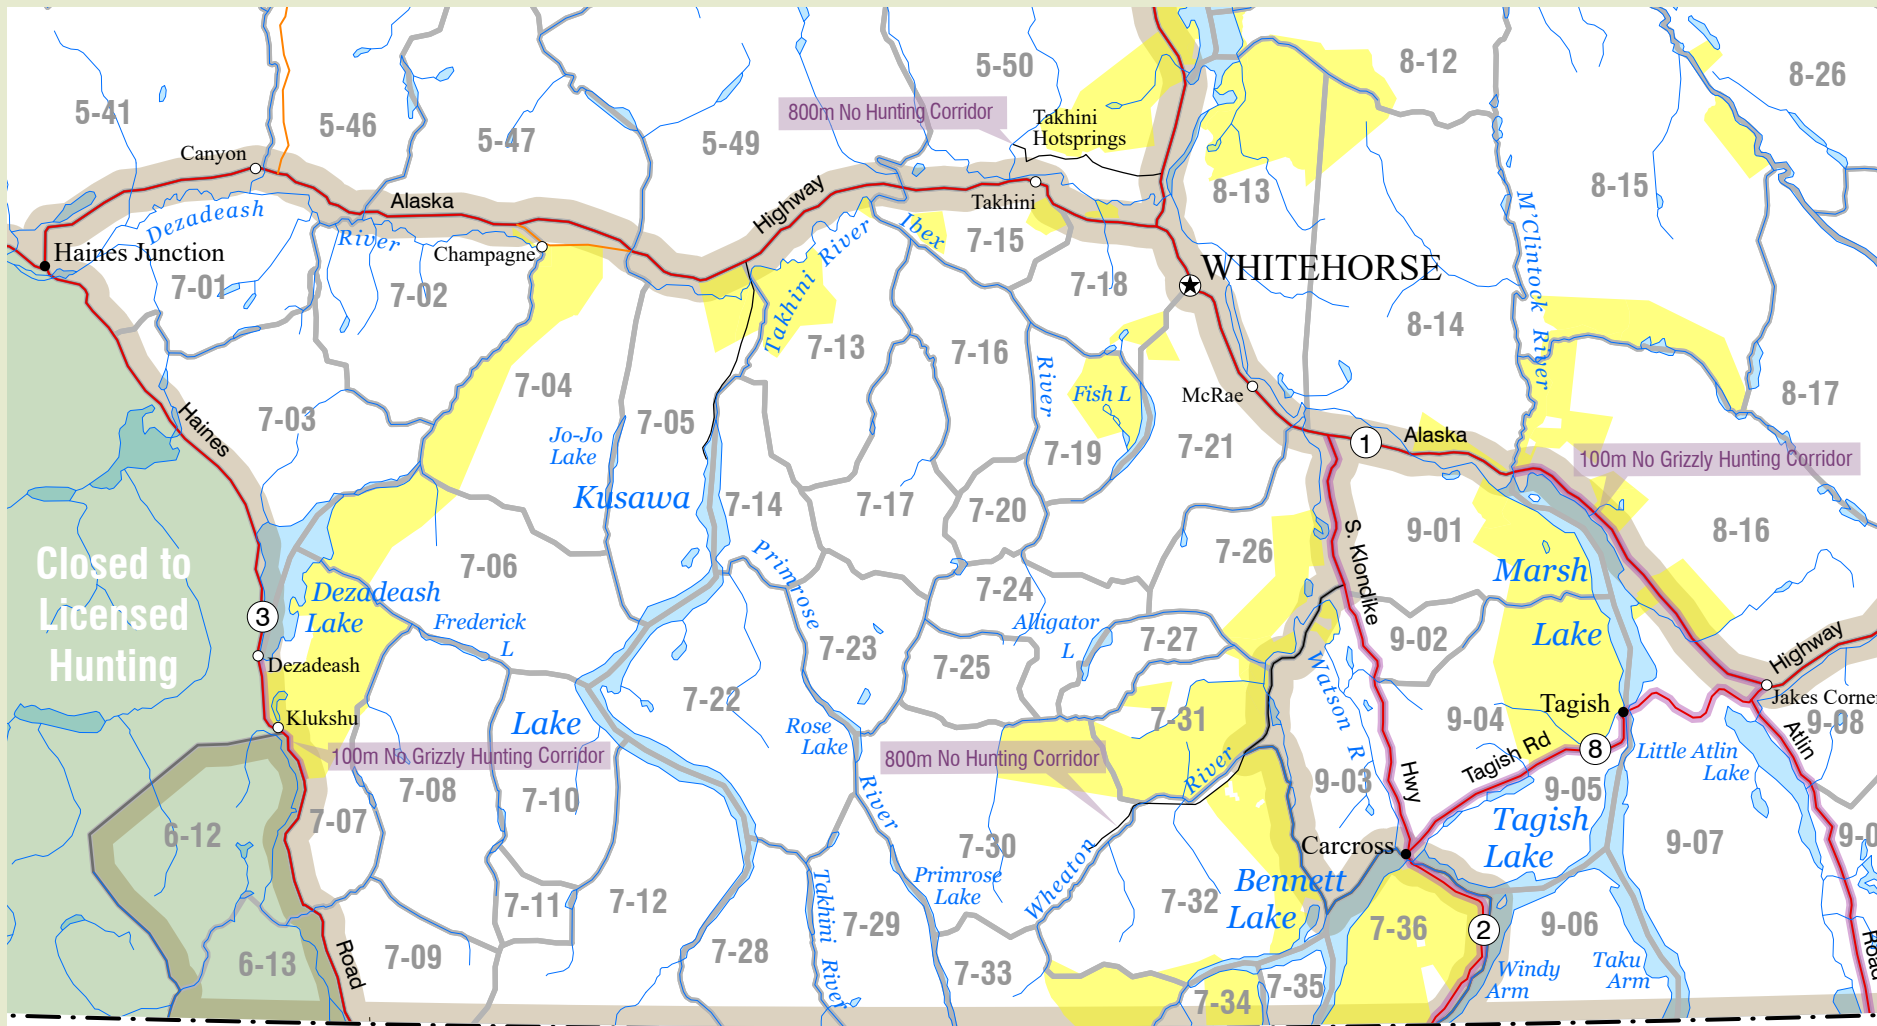 5-50
8-12
8-26
5-41
5-46
5-47
5-49
800m No Hunting Corridor
Takhini
Hotsprings
Canyon
8-13
8-15
Alaska
Highway
Takhini
Dezadeash
River
Haines Junction
Champagne
Takhini River
Ibex
7-15
WHITEHORSE
M'Clintock River
7-01
7-02
7-18
8-14
7-13
7-16
7-04
River
Fish L
McRae
8-17
7-03
Haines
7-05
Jo-Jo
Lake
7-19
7-21
1
Alaska
100m No Grizzly Hunting Corridor
Kusawa
7-14
7-17
7-20
S. Klondike
9-01
8-16
Closed to
Licensed
Hunting
7-06
Primrose
7-26
Marsh
Lake
7-24
3
Dezadeash
Lake
Frederick
L
Alligator
L
7-27
9-02
Highway
Dezadeash
7-23
7-25
Watson R
Jakes Corner
7-22
Klukshu
Lake
Rose
Lake
7-31
9-04
Tagish
9-08
Atlin
100m No Grizzly Hunting Corridor
800m No Hunting Corridor
River
Hwy
Tagish Rd
8
Little Atlin
Lake
7-08
7-10
River
9-03
9-05
6-12
7-07
7-30
Carcross
Tagish
Lake
9-07
9-0
Primrose
Lake
Wheaton
Bennett
Lake
7-11
7-12
Takhini River
7-29
7-32
7-36
2
9-06
6-13
Road
7-09
7-28
7-33
7-34
7-35
Windy
Arm
Taku
Arm
Road